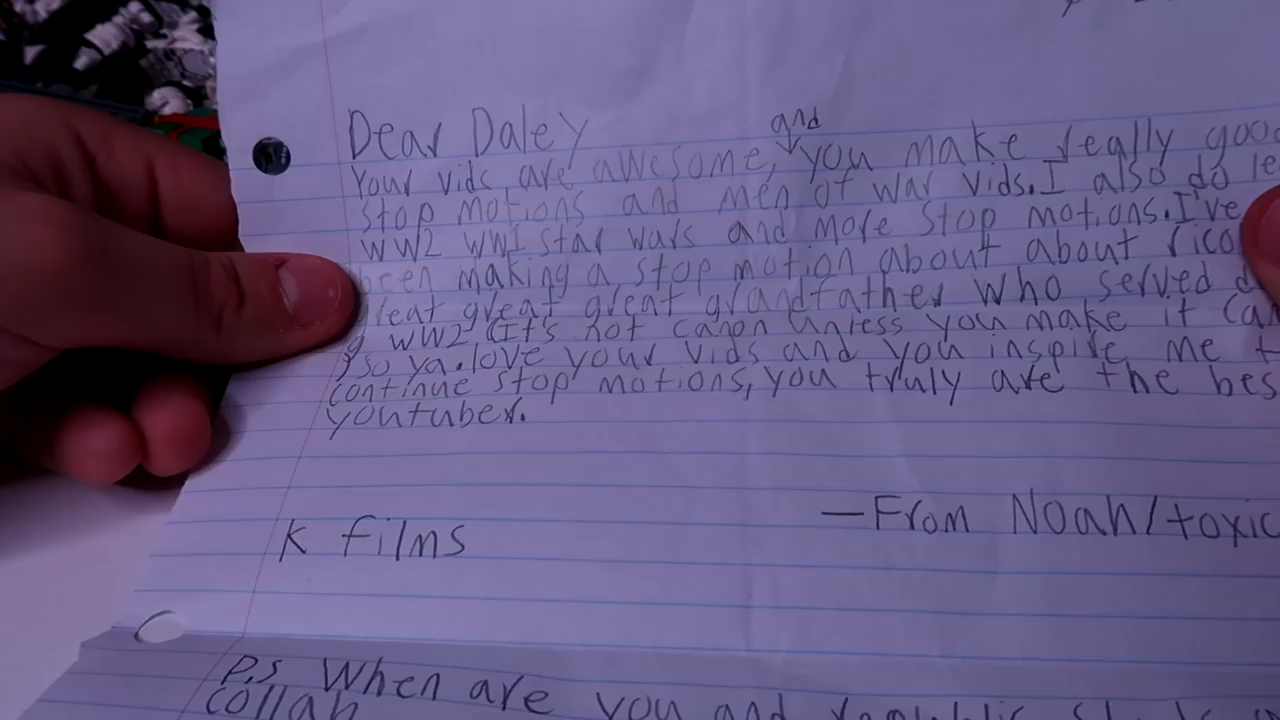 Dear Daley
and
Your vids are awesome, you make really goo
stop motions and men of war vids. I also do le
WW2 WW1 star wars and more stop motions. I've
been making a stop motion about about rico
reat great great grandfather who served d
g WW2 (It's not canon unless you make it can
) so ya. love your vids and you inspire me t
continue stop motions, you truly are the bes
youtuber.
— From Noah/toxic
K films
P.s When are you and
collab